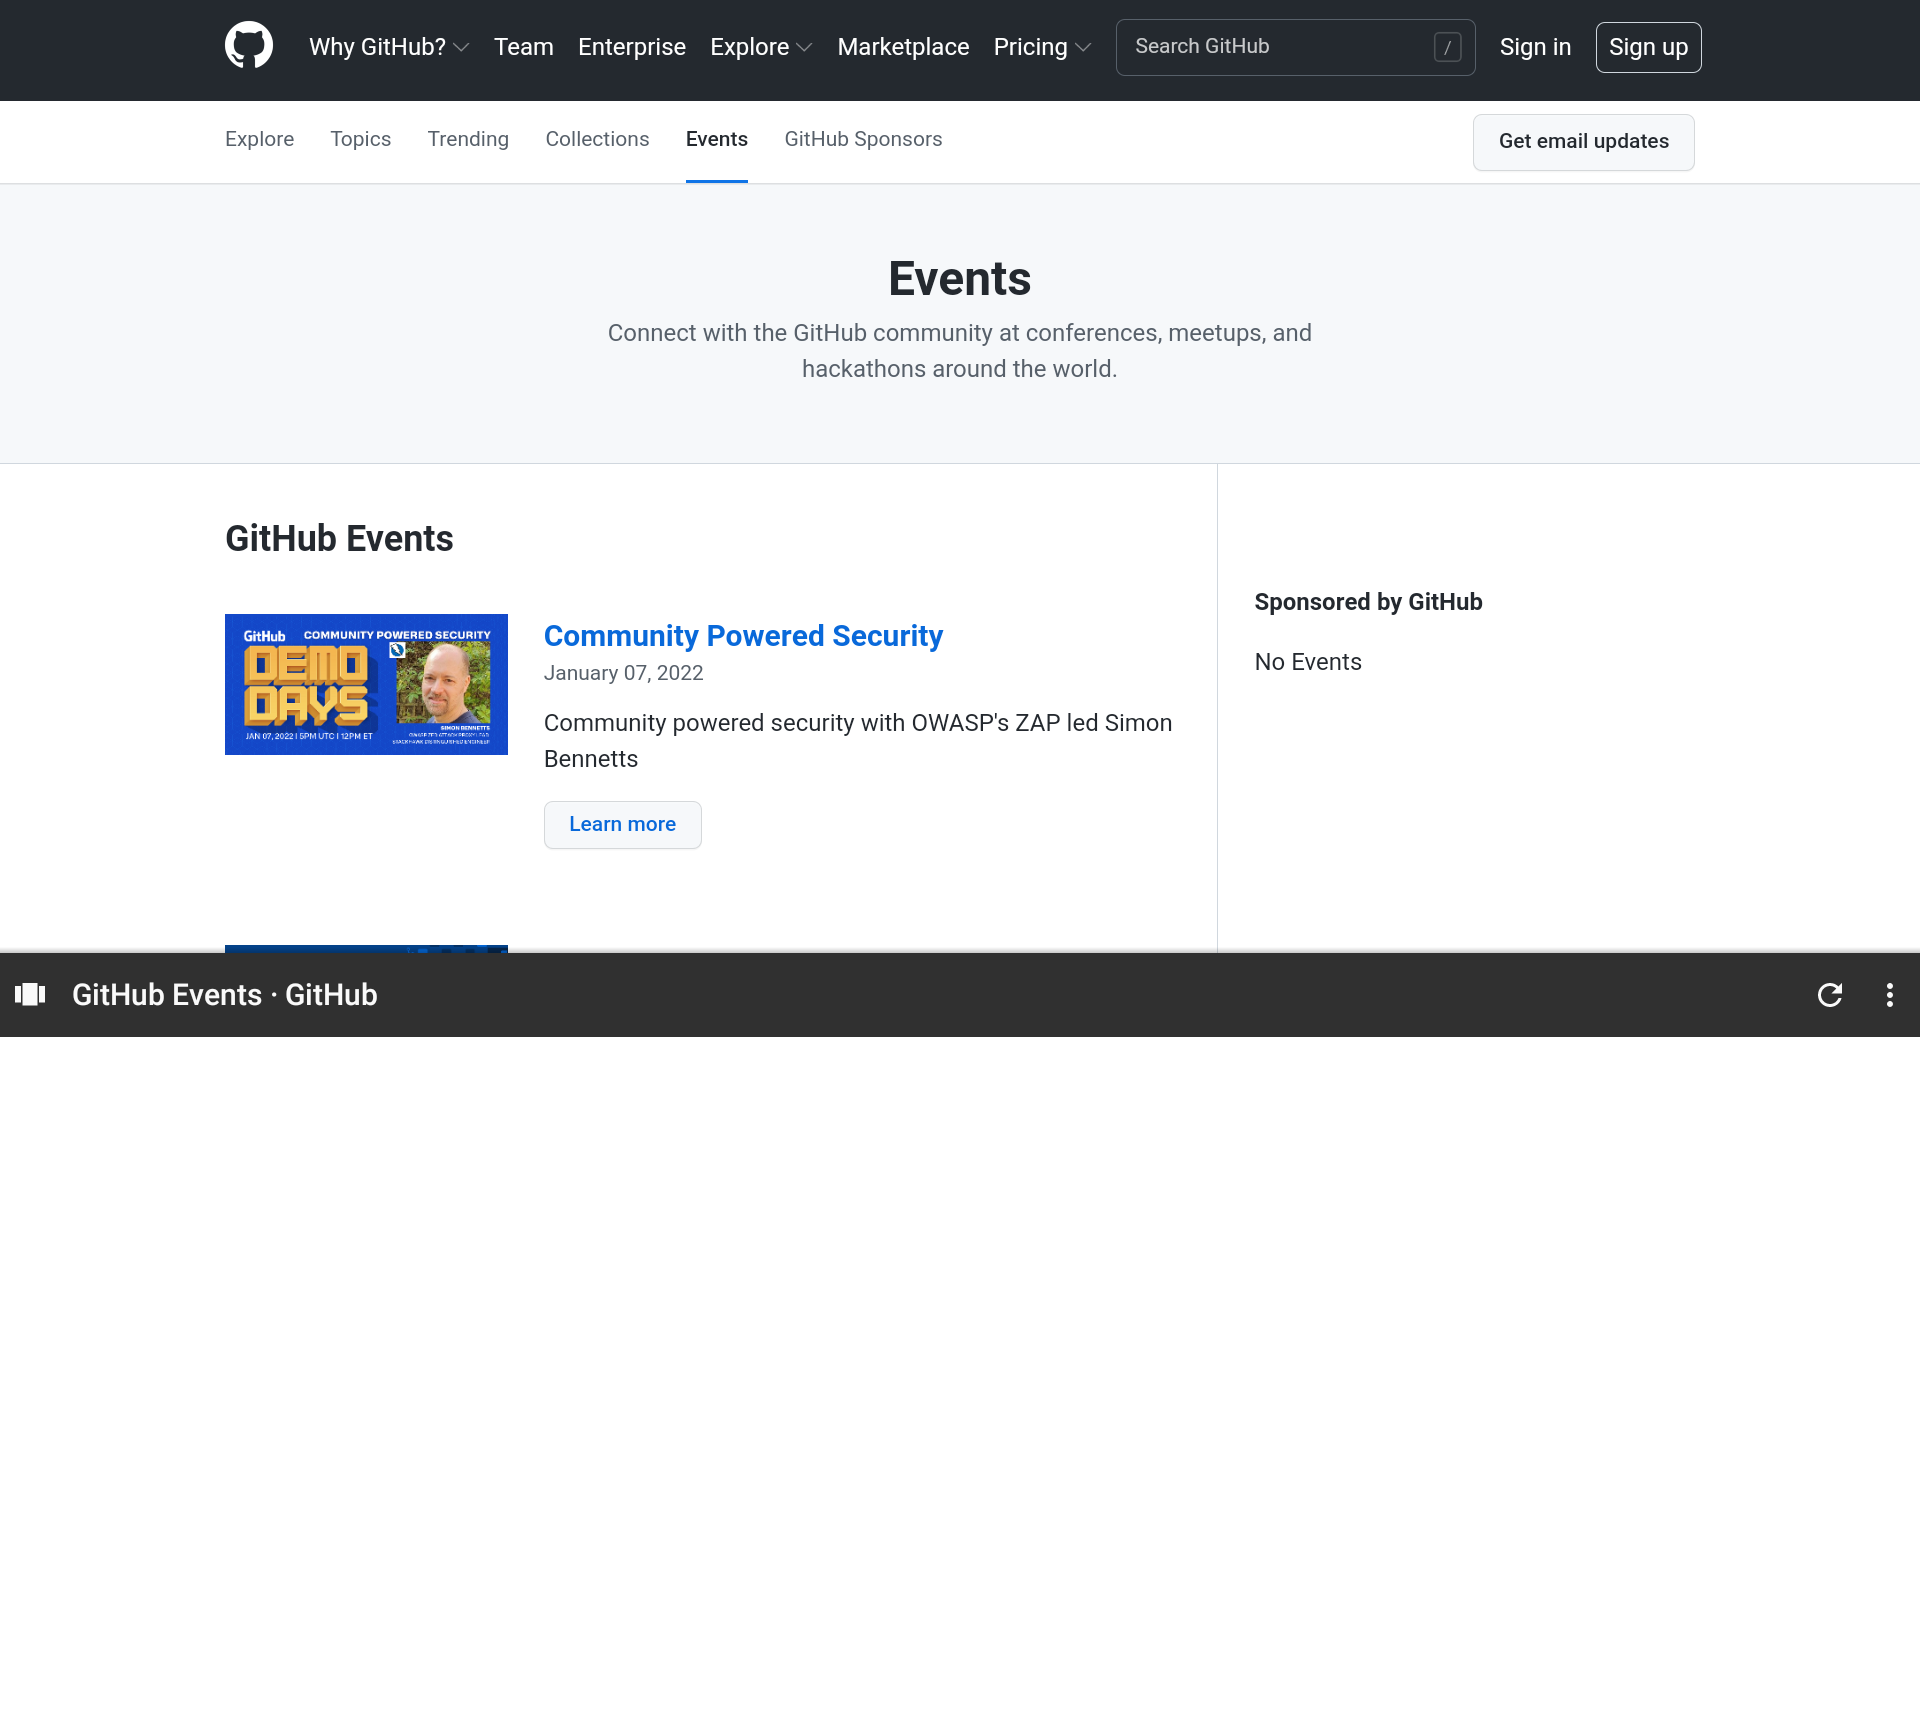 Why GitHub?
Team
Enterprise
Explore
Marketplace
Pricing
Search GitHub
/
Sign in
Sign up
Explore
Topics
Trending
Collections
Events
GitHub Sponsors
Get email updates
Events
Connect with the GitHub community at conferences, meetups, and
hackathons around the world.
GitHub Events
GitHub
COMMUNITY POWERED SECURITY
DEMO
DAYS
JAN 07, 2022 | 5PM UTC | 12PM ET
SIMON BENNETTS
Community Powered Security
January 07, 2022
Community powered security with OWASP's ZAP led Simon
Bennetts
Learn more
Sponsored by GitHub
No Events
GitHub Events · GitHub